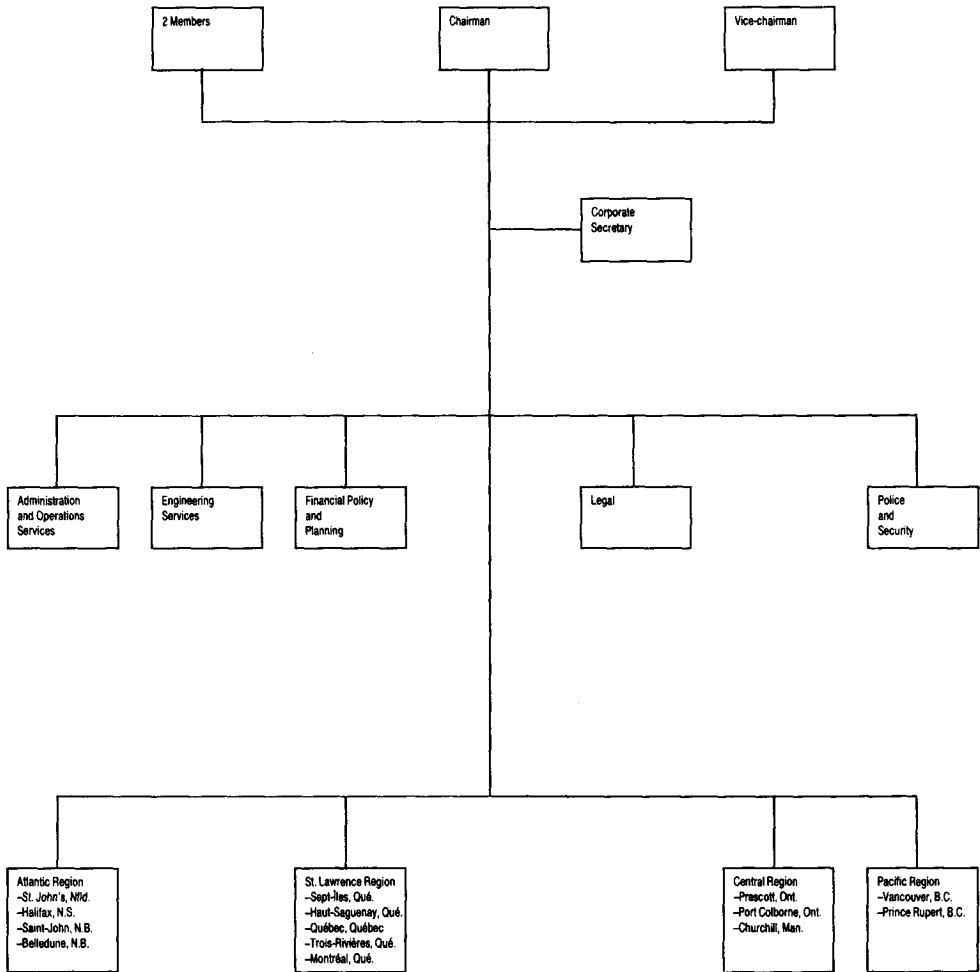 2 Members
Chairman
Vice-chairman
Corporate
Secretary
Administration
and Operations
Services
Engineering
Services
Financial Policy
and
Planning
Legal
Police
and
Security
Atlantic Region
–St. John's, Nfld.
–Halifax, N.S.
–Saint-John, N.B.
–Belledune, N.B.
St. Lawrence Region
–Sept-Îles, Qué.
–Haut-Saguenay, Qué.
–Québec, Québec
–Trois-Rivières, Qué.
–Montréal, Qué.
Central Region
–Prescott, Ont.
–Port Colborne, Ont.
–Churchill, Man.
Pacific Region
–Vancouver, B.C.
–Prince Rupert, B.C.